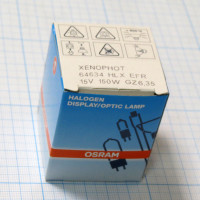 XENOPHOT
64634 HLX EFR
15V 150W GZ6,35
HALOGEN
DISPLAY/OPTIC LAMP
OSRAM